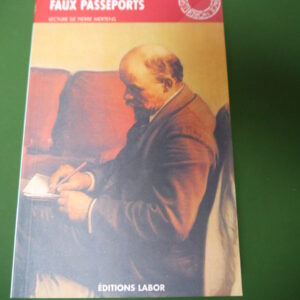 FAUX PASSEPORTS
LECTURE DE PIERRE MERTENS
ÉDITIONS LABOR